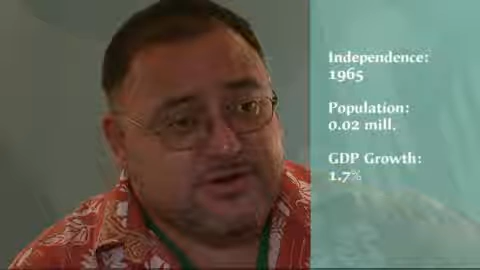 Independence:
1965
Population:
0.02 mill.
GDP Growth:
1.7%